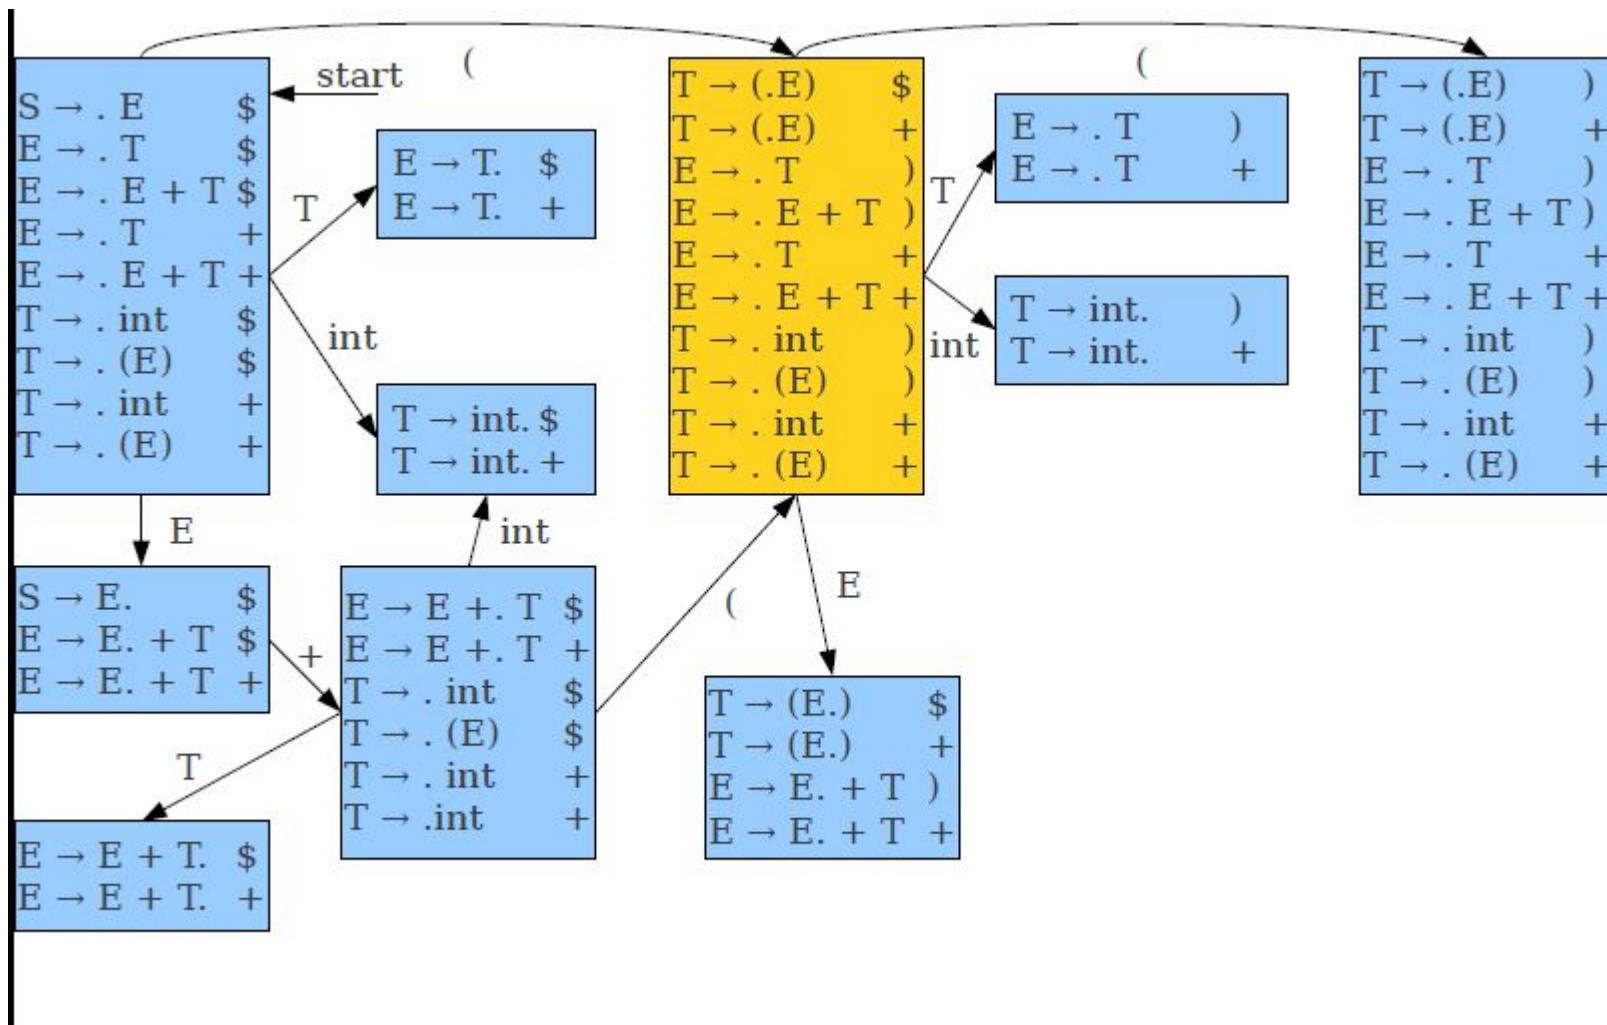 (
(
start
S → . E $
E → . T $
E → . E + T $
E → . T +
E → . E + T +
T → . int $
T → . (E) $
T → . int +
T → . (E) +
T
E → T. $
E → T. +
int
T → int. $
T → int. +
T → (.E) $
T → (.E) +
E → . T )
E → . E + T )
E → . T +
E → . E + T +
T → . int )
T → . (E) )
T → . int +
T → . (E) +
T
E → . T )
E → . T +
int
T → int. )
T → int. +
T → (.E) )
T → (.E) +
E → . T )
E → . E + T )
E → . T +
E → . E + T +
T → . int )
T → . (E) )
T → . int +
T → . (E) +
E
int
S → E. $
E → E. + T $
E → E. + T +
+
E → E +. T $
E → E +. T +
T → . int $
T → . (E) $
T → . int +
T → .int +
(
E
T → (E.) $
T → (E.) +
E → E. + T )
E → E. + T +
T
E → E + T. $
E → E + T. +